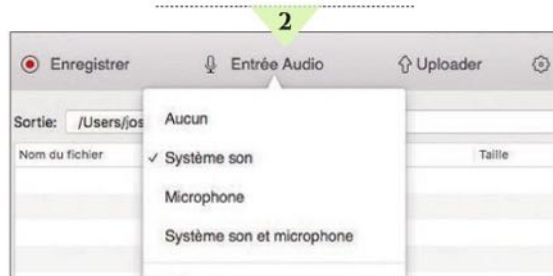 2
Enregistrer Entrée Audio Uploader
Sortie: /Users/jos
Aucun
Nom du fichier ✓ Système son Taille
Microphone
Système son et microphone